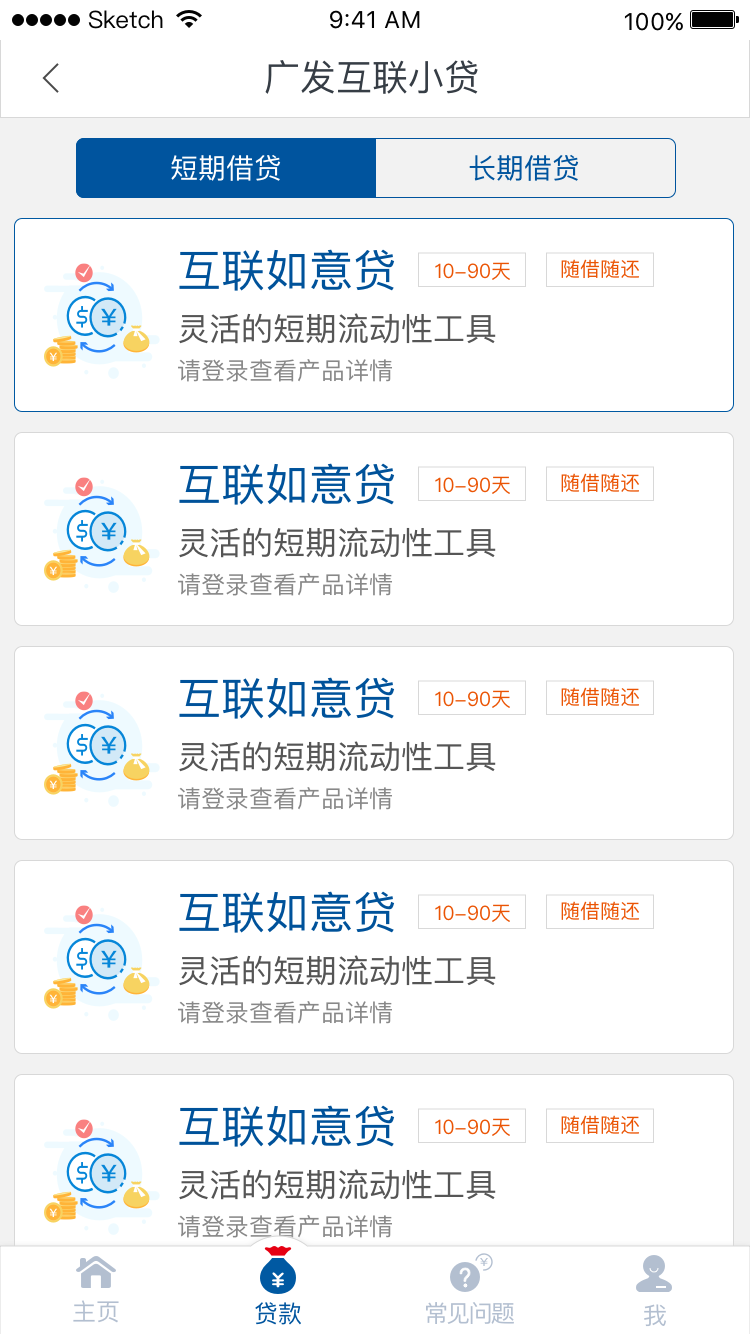 Sketch 9:41 AM 100%
广发互联小贷
短期借贷 长期借贷
互联如意贷 10-90天 随借随还
灵活的短期流动性工具
请登录查看产品详情
互联如意贷 10-90天 随借随还
灵活的短期流动性工具
请登录查看产品详情
互联如意贷 10-90天 随借随还
灵活的短期流动性工具
请登录查看产品详情
互联如意贷 10-90天 随借随还
灵活的短期流动性工具
请登录查看产品详情
互联如意贷 10-90天 随借随还
灵活的短期流动性工具
请登录查看产品详情
主页 贷款 常见问题 我